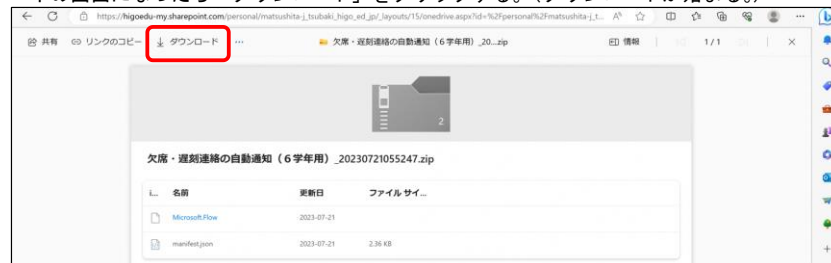 https://higoedu-my.sharepoint.com/personal/matsushita-j_tsubaki_higo_ed_jp/_layouts/15/onedrive.aspx?id=%2Fpersonal%2Fmatsushita-j_t...
共有 リンクのコピー ダウンロード ... 欠席・遅刻連絡の自動通知（6学年用）_20...zip 情報 1 / 1
2
欠席・遅刻連絡の自動通知（６学年用）_20230721055247.zip
i... 名前 更新日 ファイル サイ...
Microsoft.Flow 2023-07-21
manifest.json 2023-07-21 2.36 KB